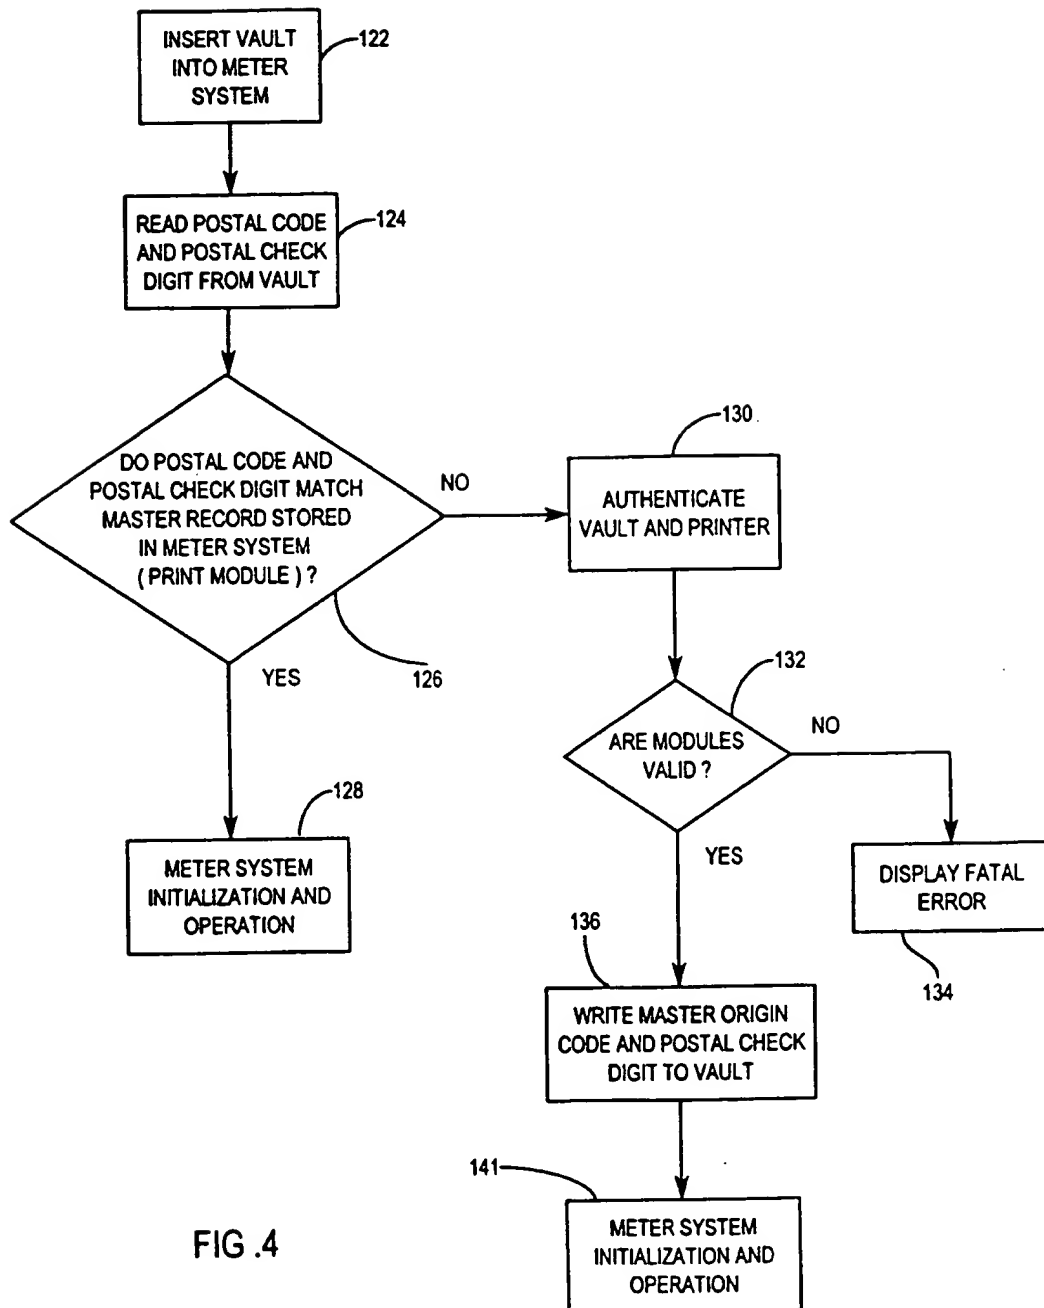 INSERT VAULT
INTO METER
SYSTEM
122
READ POSTAL CODE
AND POSTAL CHECK
DIGIT FROM VAULT
124
DO POSTAL CODE AND
POSTAL CHECK DIGIT MATCH
MASTER RECORD STORED
IN METER SYSTEM
( PRINT MODULE ) ?
126
NO
YES
130
AUTHENTICATE
VAULT AND PRINTER
128
METER SYSTEM
INITIALIZATION AND
OPERATION
132
ARE MODULES
VALID ?
NO
YES
DISPLAY FATAL
ERROR
134
136
WRITE MASTER ORIGIN
CODE AND POSTAL CHECK
DIGIT TO VAULT
141
METER SYSTEM
INITIALIZATION AND
OPERATION
FIG .4